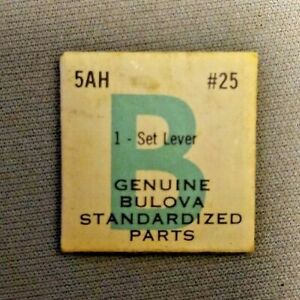 5AH #25
B
1 - Set Lever
GENUINE
BULOVA
STANDARDIZED
PARTS